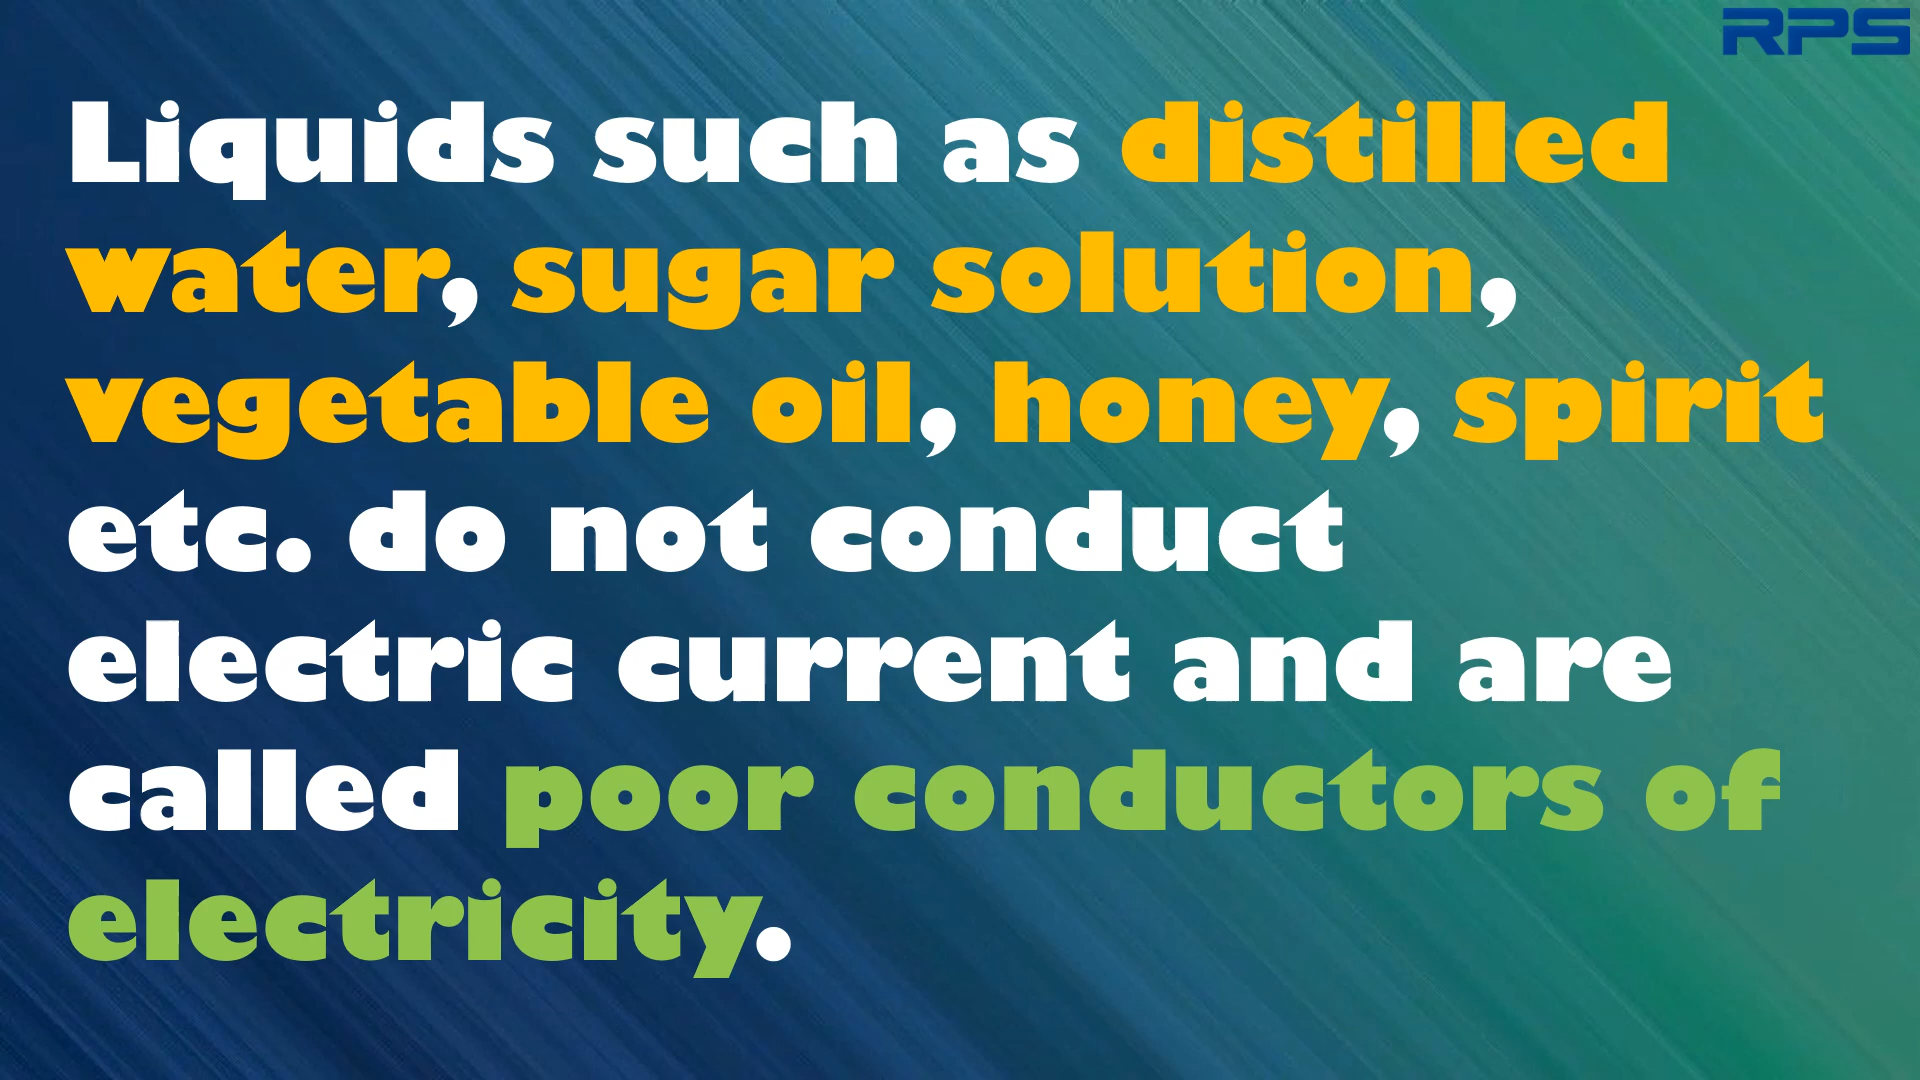 RPS
Liquids such as distilled
water, sugar solution,
vegetable oil, honey, spirit
etc. do not conduct
electric current and are
called poor conductors of
electricity.